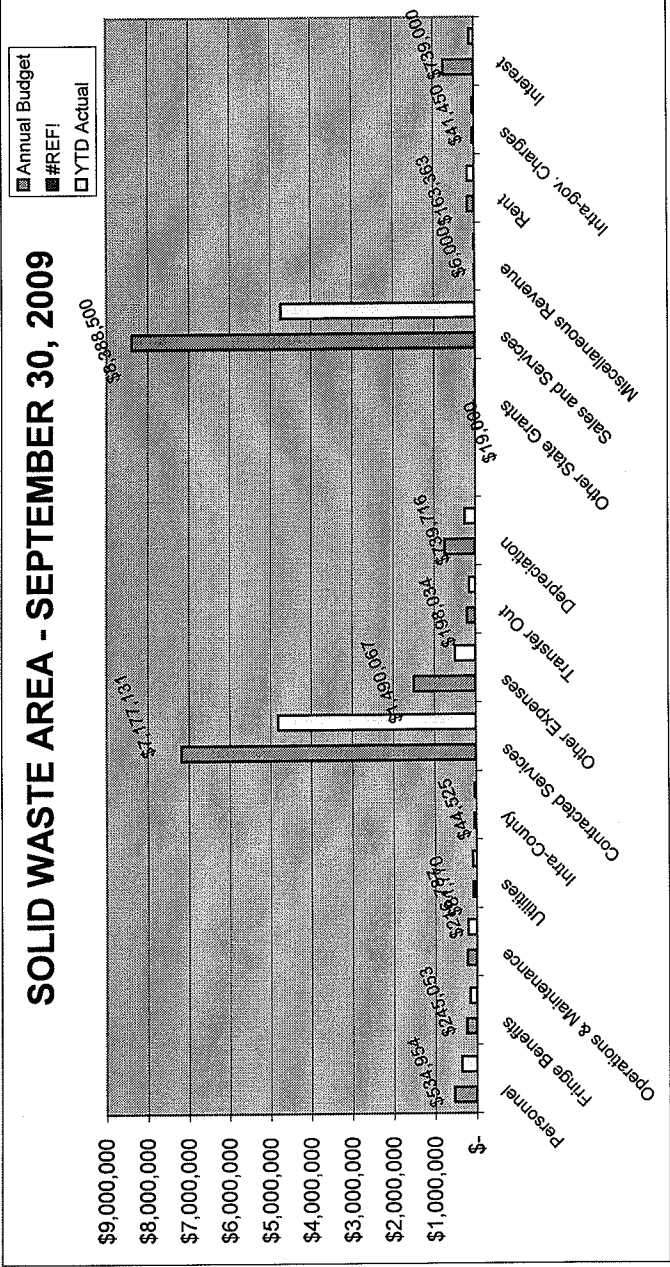 SOLID WASTE AREA - SEPTEMBER 30, 2009
Annual Budget
#REF!
YTD Actual
$9,000,000
$8,000,000
$7,000,000
$6,000,000
$5,000,000
$4,000,000
$3,000,000
$2,000,000
$1,000,000
$-
$534,954
$245,053
$44,525
$7,177,131
$1,490,067
$198,034
$739,716
$19,000
$8,388,500
$6,000
$163,363
$41,450
$739,000
Personnel
Fringe Benefits
Operations & Maintenance
Utilities
Intra-County
Contracted Services
Other Expenses
Transfer Out
Depreciation
Other State Grants
Sales and Services
Miscellaneous Revenue
Rent
Intra-gov. Charges
Interest